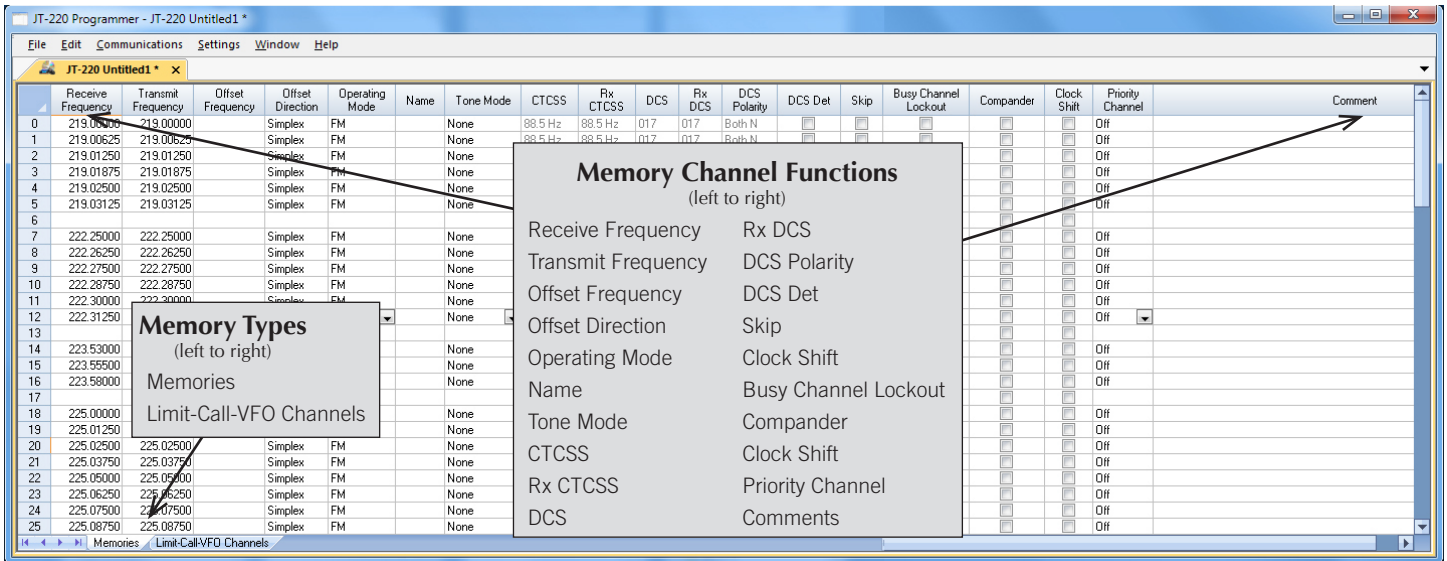 JT-220 Programmer - JT-220 Untitled1 *
File Edit Communications Settings Window Help
JT-220 Untitled1 * x
Receive Frequency Transmit Frequency Offset Frequency Offset Direction Operating Mode Name Tone Mode CTCSS Rx CTCSS DCS Rx DCS DCS Polarity DCS Det Skip Busy Channel Lockout Compander Clock Shift Priority Channel Comment
0 219.00000 219.00000 Simplex FM None 88.5 Hz 88.5 Hz 017 017 Both N Off
1 219.00625 219.00625 Simplex FM None 88.5 Hz 88.5 Hz 017 017 Both N Off
2 219.01250 219.01250 Simplex FM None Off
3 219.01875 219.01875 Simplex FM None Off
4 219.02500 219.02500 Simplex FM None Off
5 219.03125 219.03125 Simplex FM None Off
6
7 222.25000 222.25000 Simplex FM None Off
8 222.26250 222.26250 Simplex FM None Off
9 222.27500 222.27500 Simplex FM None Off
10 222.28750 222.28750 Simplex FM None Off
11 222.30000 222.30000 Simplex FM None Off
12 222.31250 None Off
13
14 223.53000 None Off
15 223.55500 None Off
16 223.58000 None Off
17
18 225.00000 None Off
19 225.01250 None Off
20 225.02500 225.02500 Simplex FM None Off
21 225.03750 225.03750 Simplex FM None Off
22 225.05000 225.05000 Simplex FM None Off
23 225.06250 225.06250 Simplex FM None Off
24 225.07500 225.07500 Simplex FM None Off
25 225.08750 225.08750 Simplex FM None Off
Memories Limit-Call-VFO Channels
Memory Types
(left to right)
Memories
Limit-Call-VFO Channels
Memory Channel Functions
(left to right)
Receive Frequency
Transmit Frequency
Offset Frequency
Offset Direction
Operating Mode
Name
Tone Mode
CTCSS
Rx CTCSS
DCS
Rx DCS
DCS Polarity
DCS Det
Skip
Clock Shift
Busy Channel Lockout
Compander
Clock Shift
Priority Channel
Comments